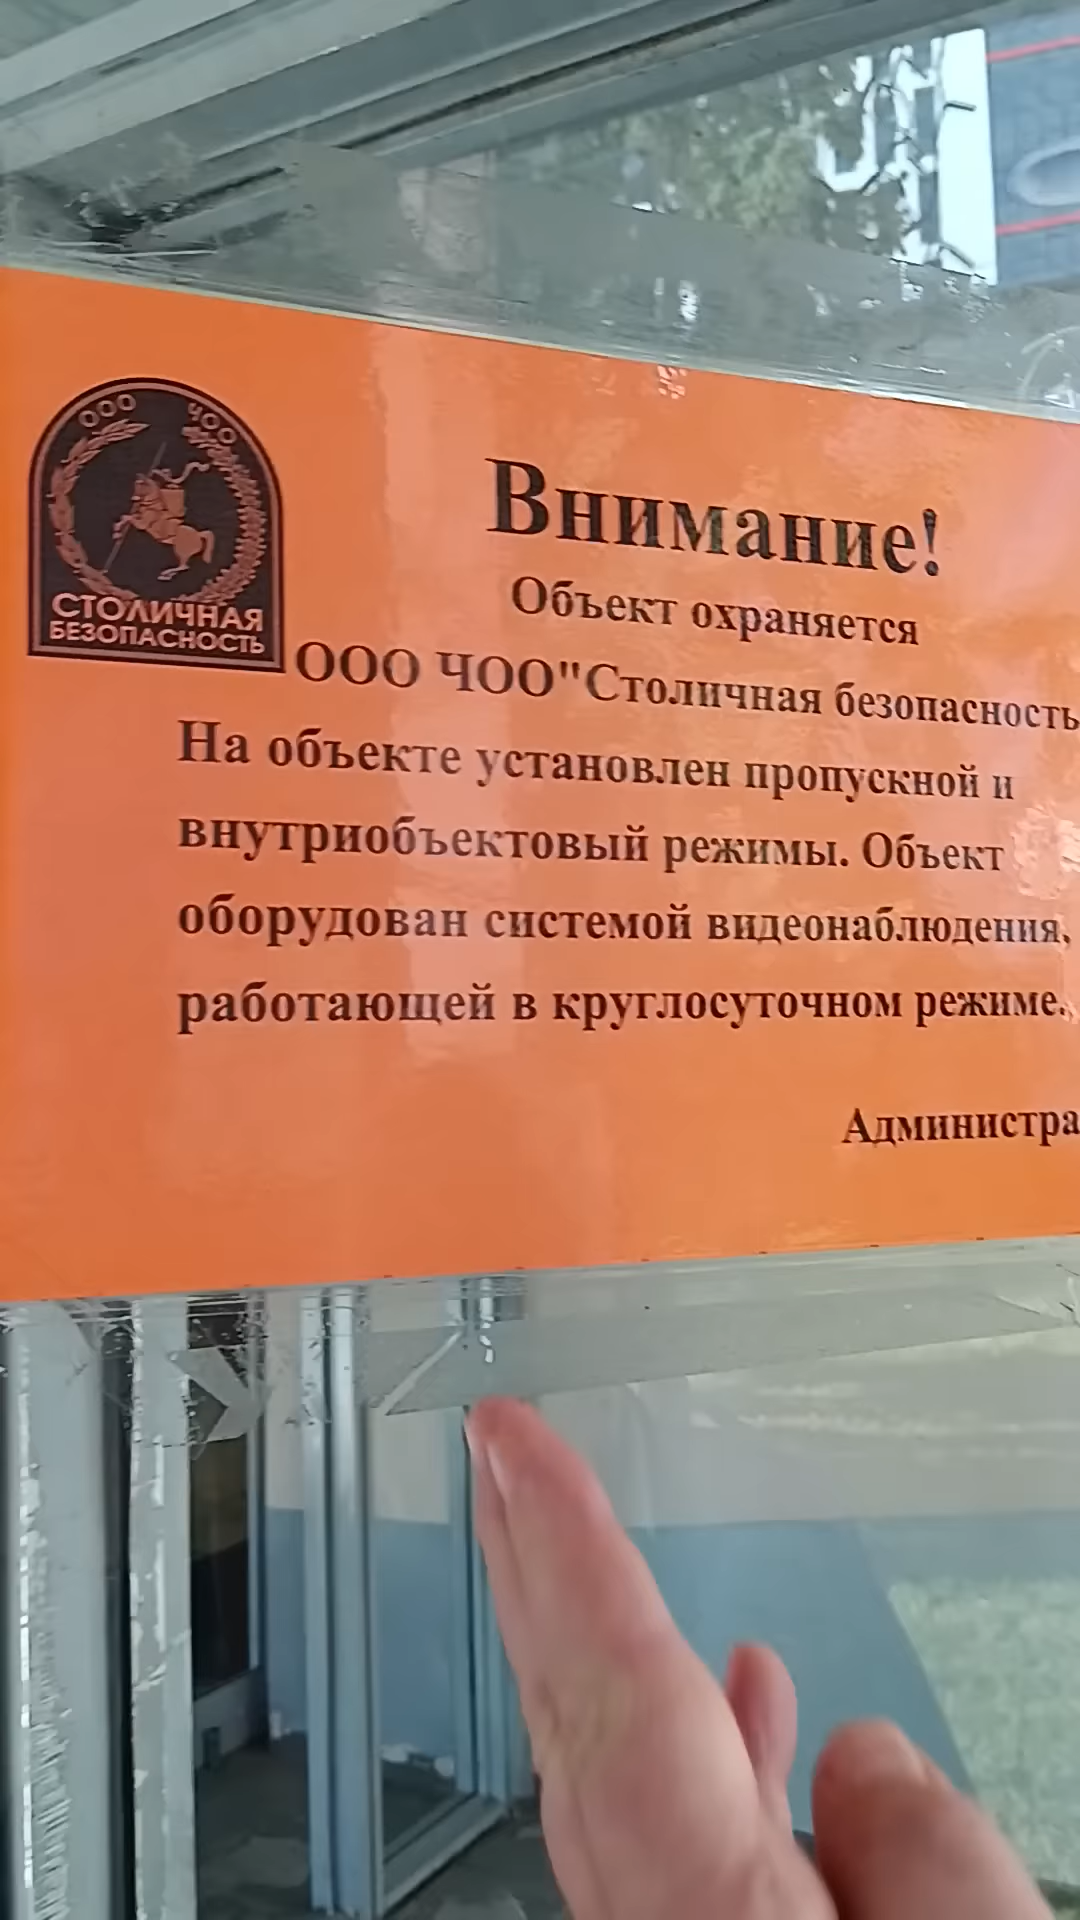 ООО ЧОО
СТОЛИЧНАЯ
БЕЗОПАСНОСТЬ
Внимание!
Объект охраняется
ООО ЧОО"Столичная безопасность
На объекте установлен пропускной и
внутриобъектовый режимы. Объект
оборудован системой видеонаблюдения,
работающей в круглосуточном режиме.
Администра